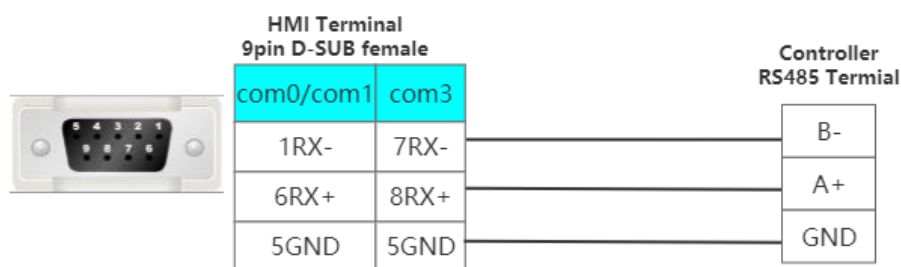 HMI Terminal
9pin D-SUB female
Controller
RS485 Termial
com0/com1 com3
5 4 3 2 1
9 8 7 6
1RX- 7RX- B-
6RX+ 8RX+ A+
5GND 5GND GND